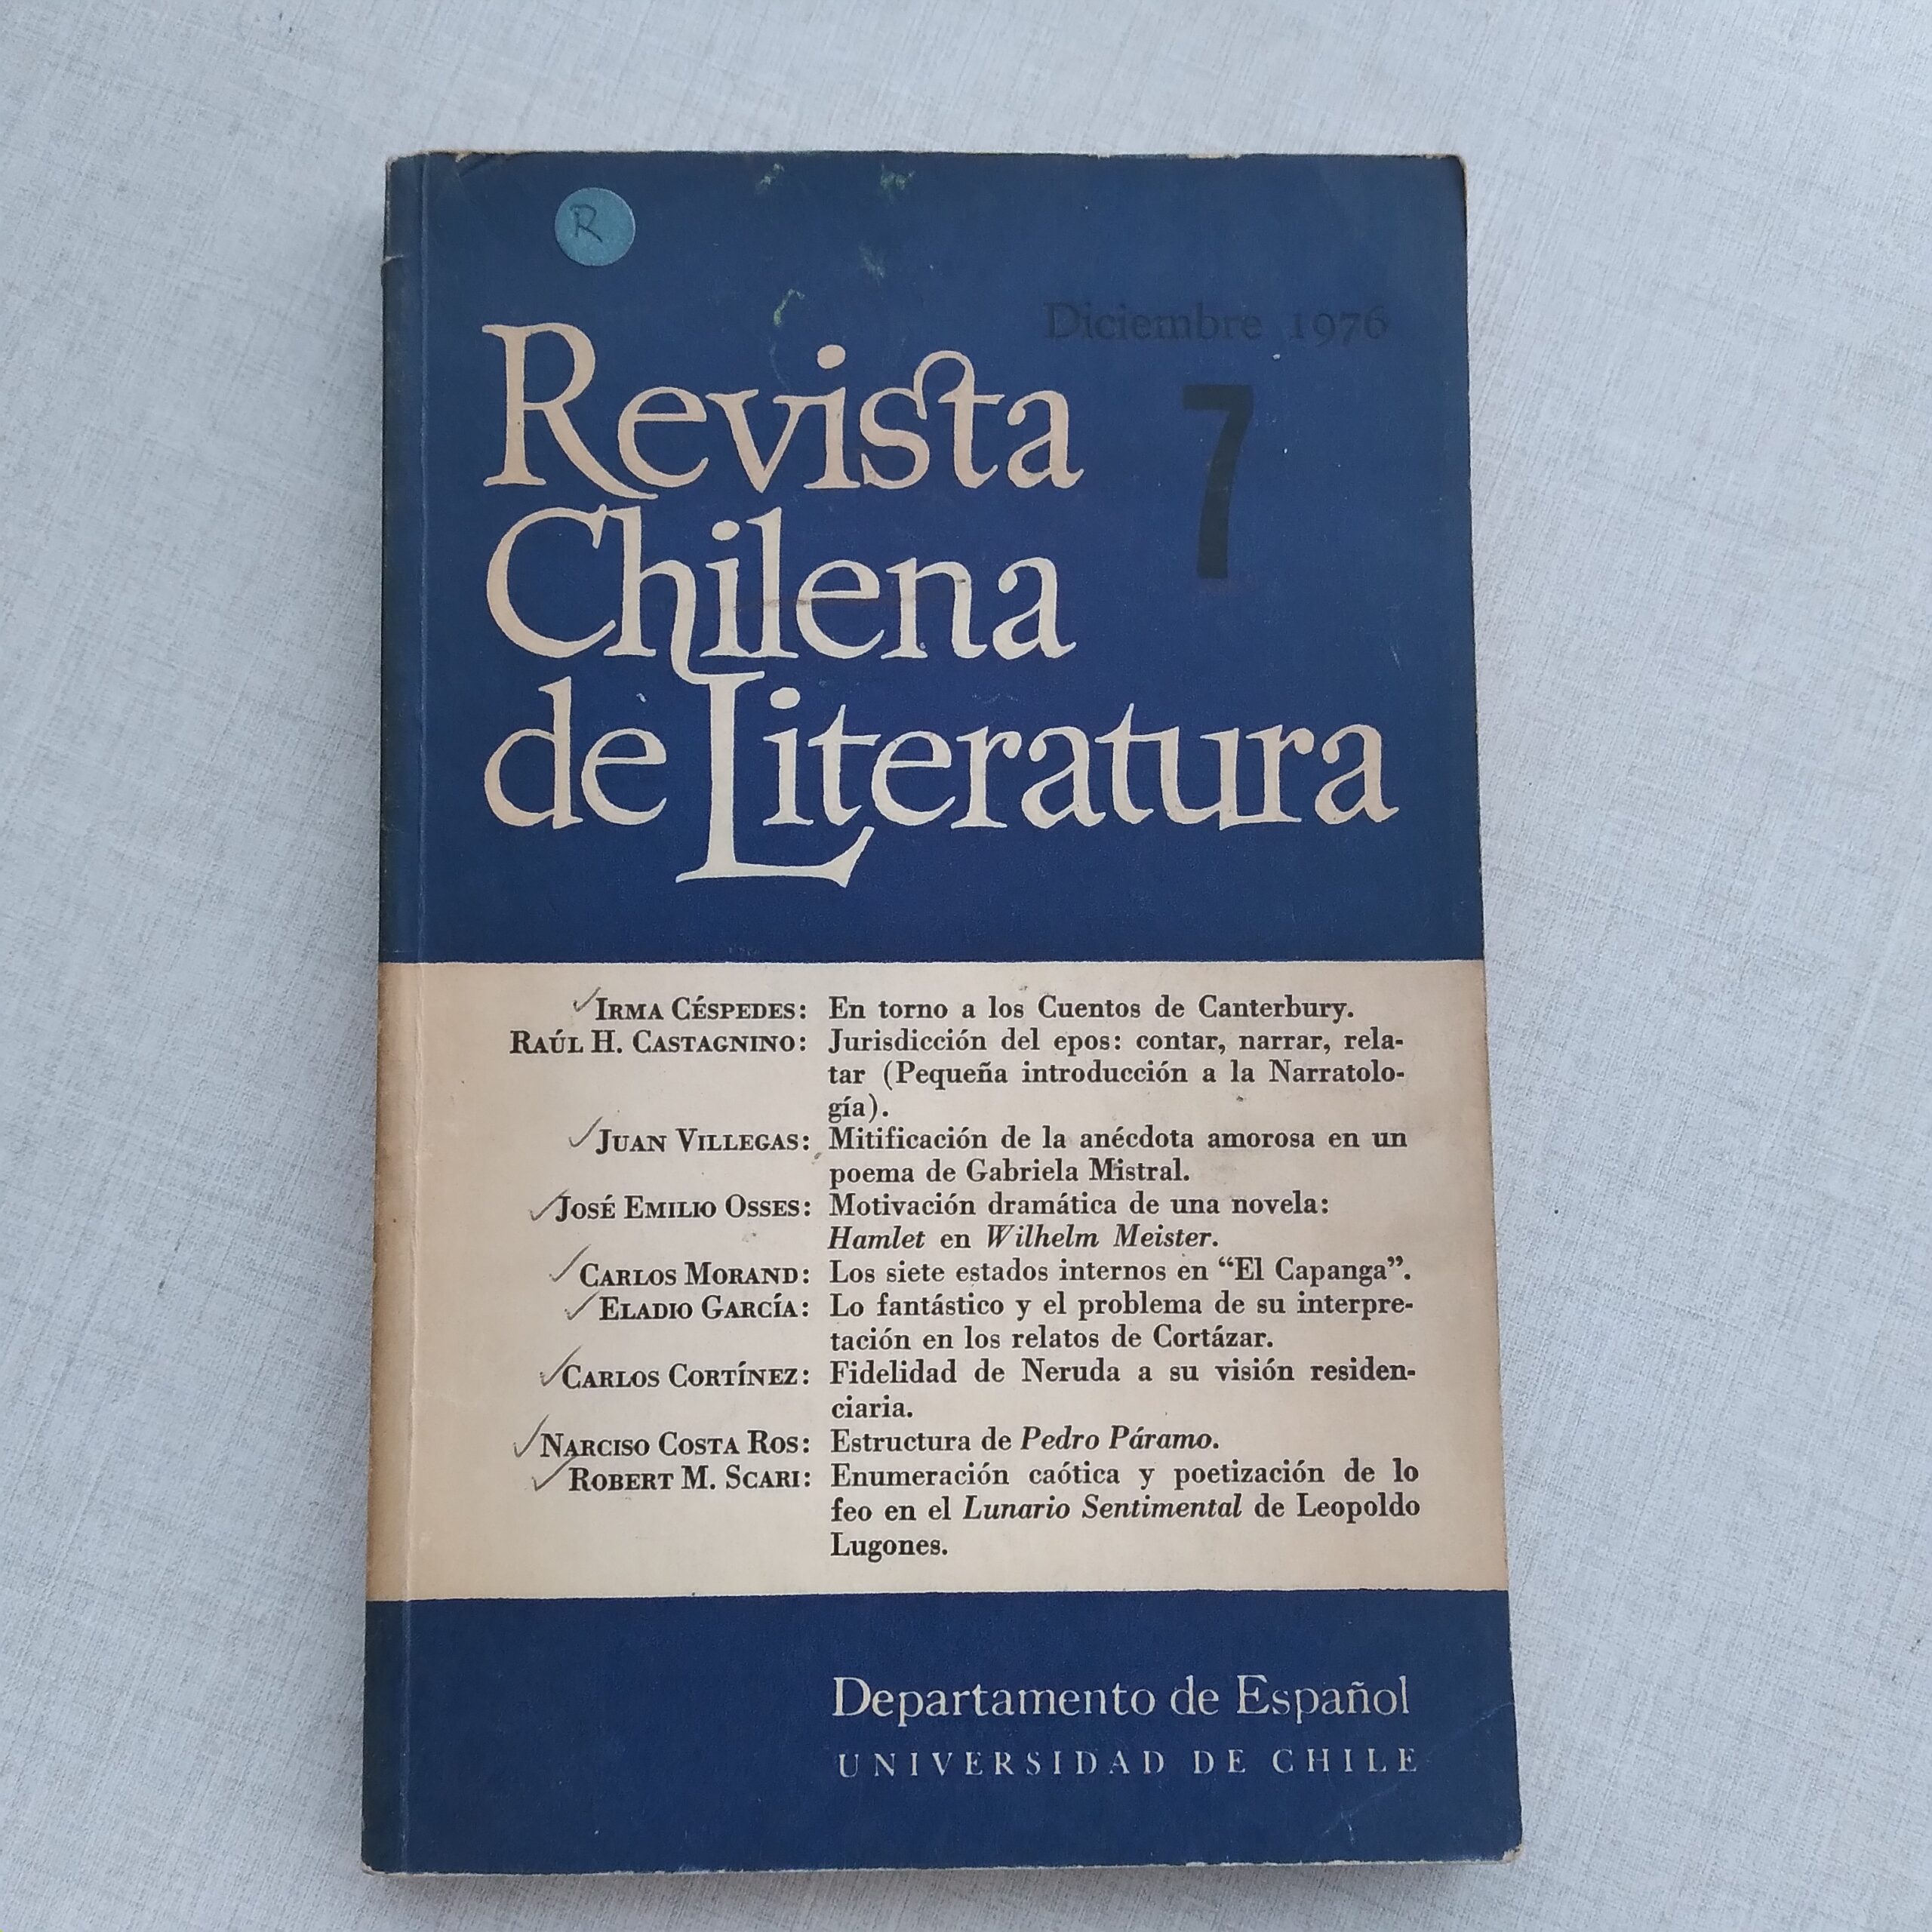 R
Diciembre 1976
7
Revista
Chilena
de Literatura
IRMA CÉSPEDES: En torno a los Cuentos de Canterbury.
RAÚL H. CASTAGNINO: Jurisdicción del epos: contar, narrar, rela-
tar (Pequeña introducción a la Narratolo-
gía).
JUAN VILLEGAS: Mitificación de la anécdota amorosa en un
poema de Gabriela Mistral.
JOSÉ EMILIO OSSES: Motivación dramática de una novela:
Hamlet en Wilhelm Meister.
CARLOS MORAND: Los siete estados internos en “El Capanga”.
ELADIO GARCÍA: Lo fantástico y el problema de su interpre-
tación en los relatos de Cortázar.
CARLOS CORTÍNEZ: Fidelidad de Neruda a su visión residen-
ciaria.
NARCISO COSTA ROS: Estructura de Pedro Páramo.
ROBERT M. SCARI: Enumeración caótica y poetización de lo
feo en el Lunario Sentimental de Leopoldo
Lugones.
Departamento de Español
UNIVERSIDAD DE CHILE